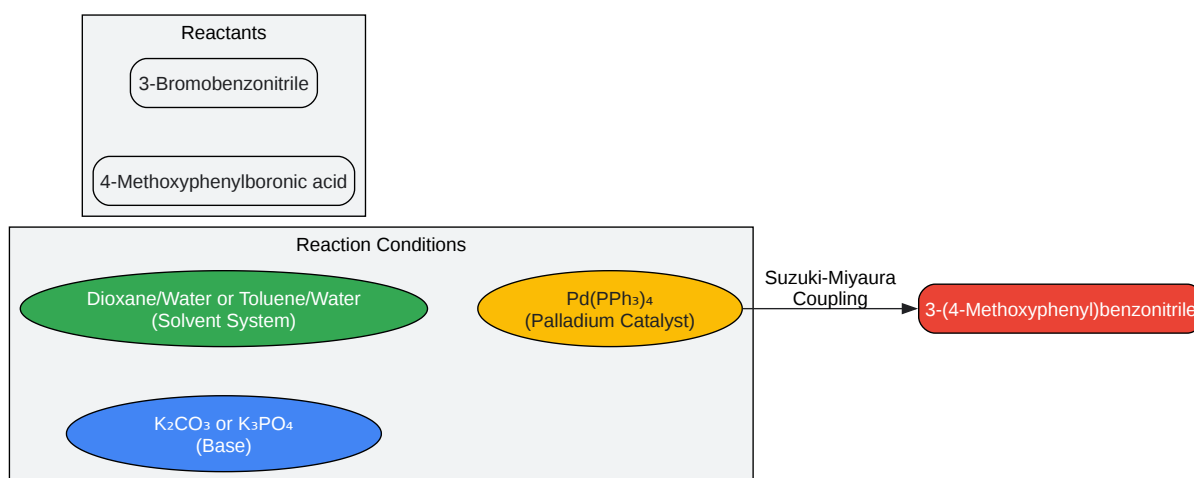 Reactants
3-Bromobenzonitrile
4-Methoxyphenylboronic acid
Reaction Conditions
Dioxane/Water or Toluene/Water
(Solvent System)
Pd(PPh₃)₄
(Palladium Catalyst)
K₂CO₃ or K₃PO₄
(Base)
Suzuki-Miyaura
Coupling
3-(4-Methoxyphenyl)benzonitrile